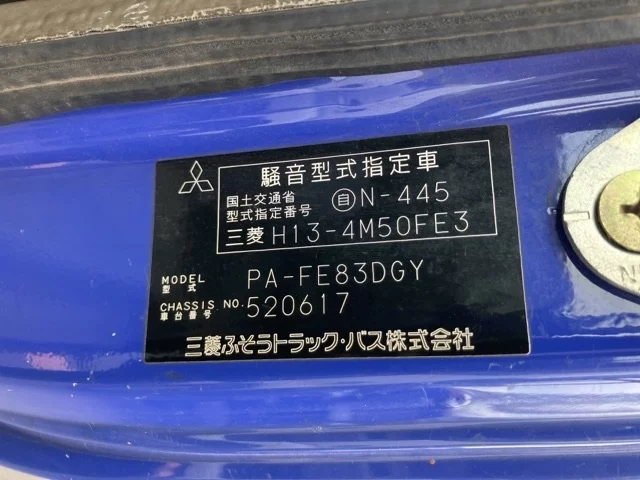 騒音型式指定車
国土交通省
型式指定番号 自N-445
三菱 H13-4M50FE3
MODEL 型式 PA-FE83DGY
CHASSIS NO. 車台番号 520617
三菱ふそうトラック・バス株式会社
N